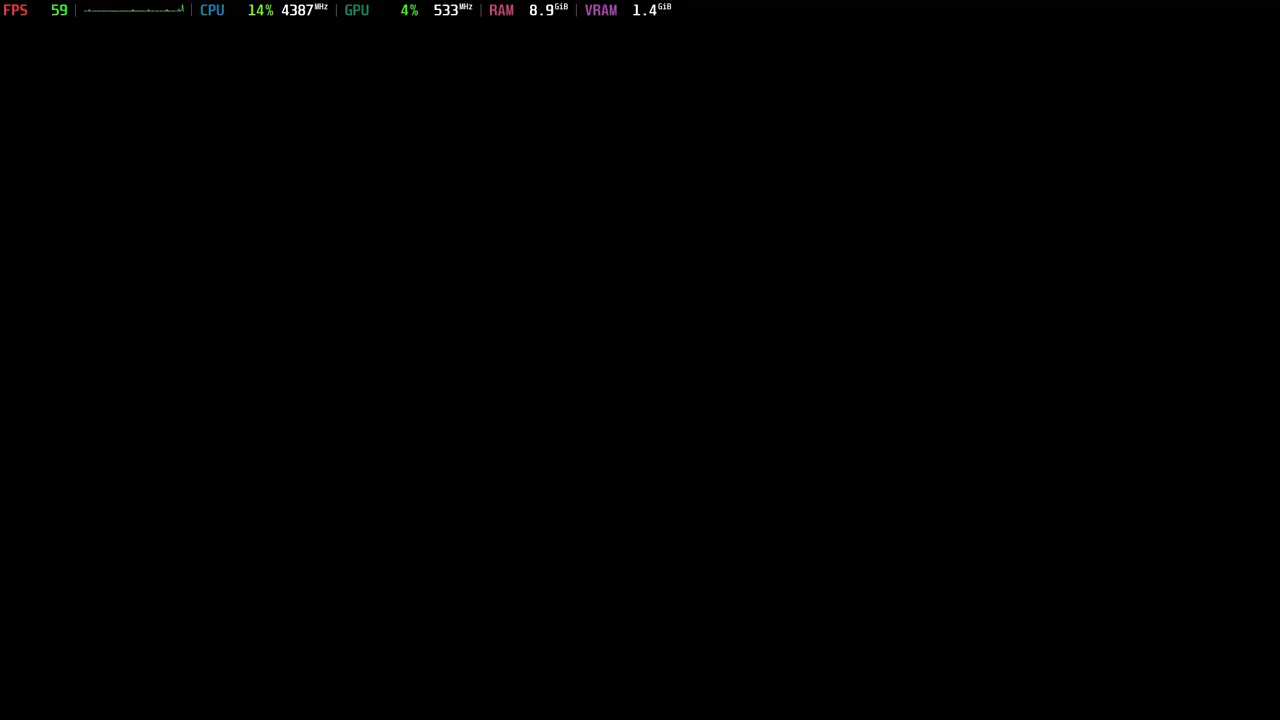 FPS 59 | CPU 14% 4387MHz | GPU 4% 533MHz | RAM 8.9GiB | VRAM 1.4GiB